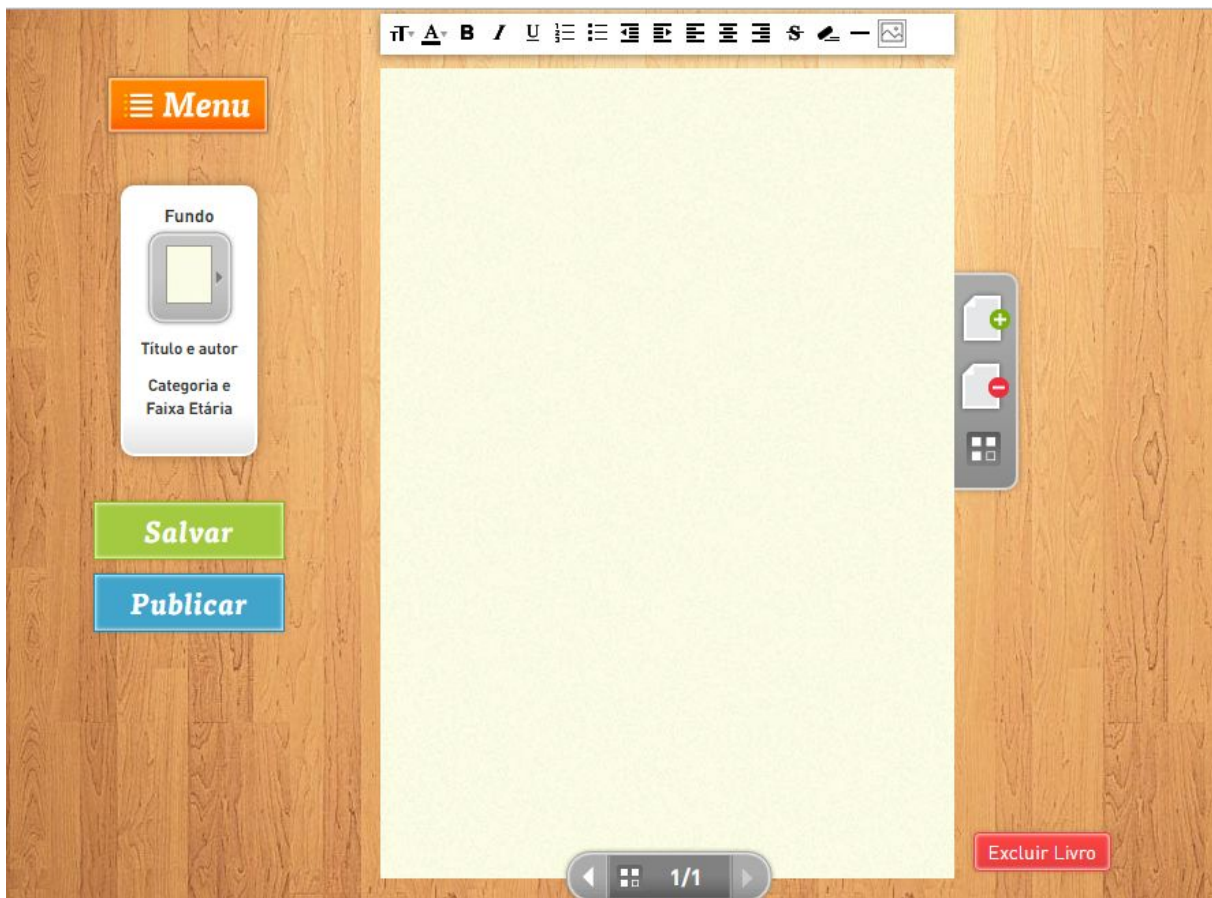 Menu
Fundo
Título e autor
Categoria e
Faixa Etária
Salvar
Publicar
1/1
Excluir Livro